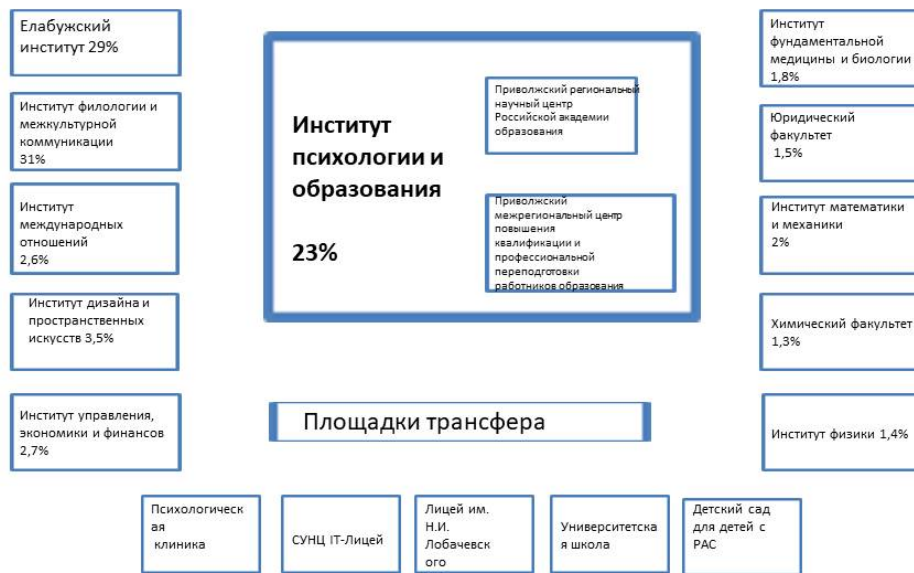 Елабужский
институт 29%
Институт филологии и
межкультурной
коммуникации
31%
Институт
международных
отношений
2,6%
Институт дизайна и
пространственных
искусств 3,5%
Институт управления,
экономики и финансов
2,7%
Институт
психологии и
образования
23%
Приволжский региональный
научный центр
Российской академии
образования
Приволжский
межрегиональный центр
повышения
квалификации и
профессиональной
переподготовки
работников образования
Институт
фундаментальной
медицины и биологии
1,8%
Юридический
факультет
1,5%
Институт математики
и механики
2%
Химический факультет
1,3%
Институт физики 1,4%
Площадки трансфера
Психологическ
ая
клиника
СУНЦ IT-Лицей
Лицей им.
Н.И.
Лобачевск
ого
Университетска
я школа
Детский сад
для детей с
РАС